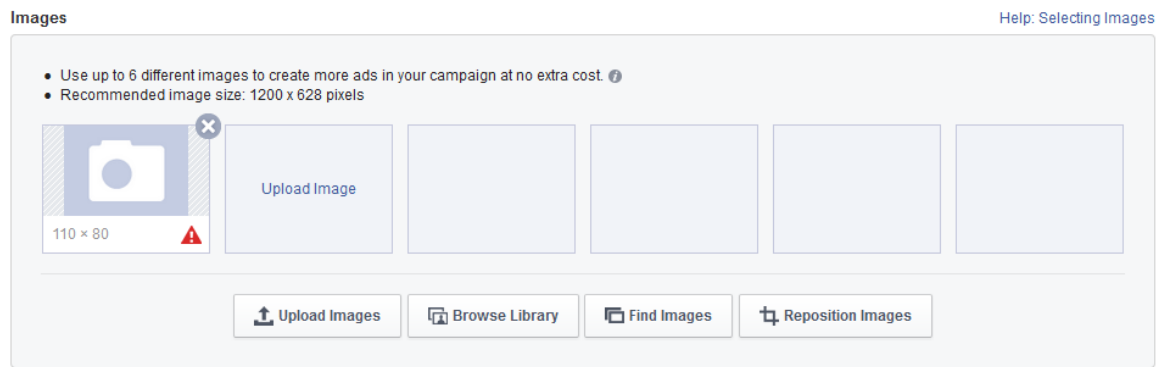 Images
Help: Selecting Images
• Use up to 6 different images to create more ads in your campaign at no extra cost. i
• Recommended image size: 1200 x 628 pixels
Upload Image
110 × 80
Upload Images
Browse Library
Find Images
Reposition Images